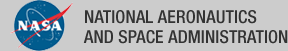 NASA
NATIONAL AERONAUTICS
AND SPACE ADMINISTRATION